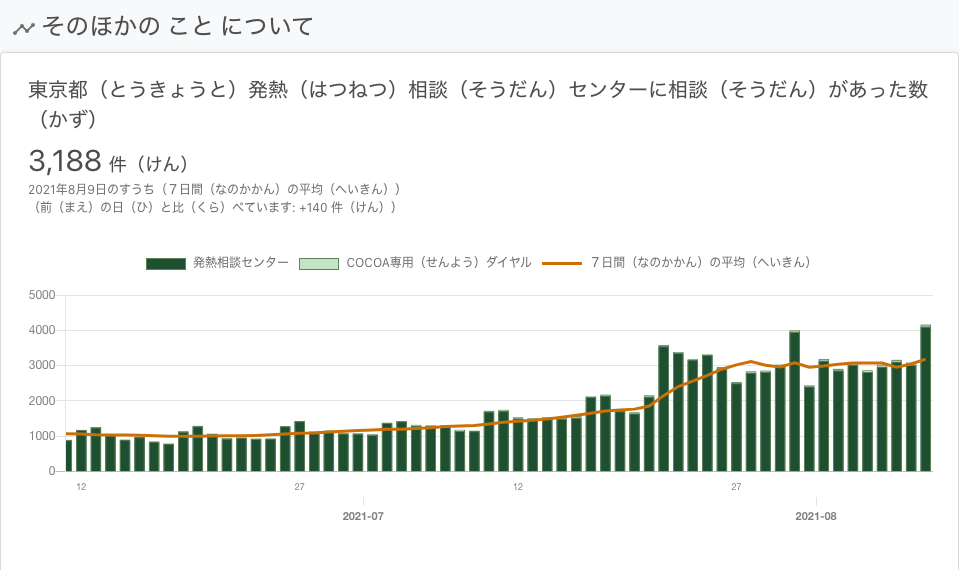 そのほかの こと について
東京都（とうきょうと）発熱（はつねつ）相談（そうだん）センターに相談（そうだん）があった数
（かず）
3,188 件（けん）
2021年8月9日のすうち（７日間（なのかかん）の平均（へいきん））
（前（まえ）の日（ひ）と比（くら）べています: +140 件（けん））
発熱相談センター COCOA専用（せんよう）ダイヤル ７日間（なのかかん）の平均（へいきん）
5000
4000
3000
2000
1000
0
12 27 12 27
2021-07 2021-08